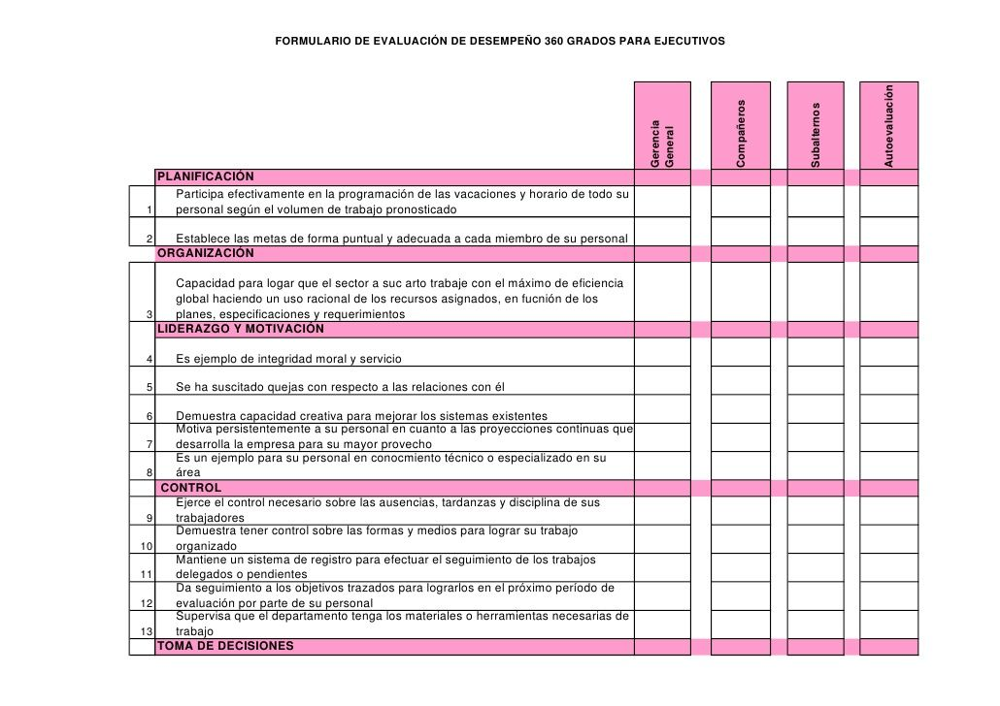 FORMULARIO DE EVALUACIÓN DE DESEMPEÑO 360 GRADOS PARA EJECUTIVOS
Gerencia
General
Compañeros
Subalternos
Autoevaluación
PLANIFICACIÓN
Participa efectivamente en la programación de las vacaciones y horario de todo su
1 personal según el volumen de trabajo pronosticado
2 Establece las metas de forma puntual y adecuada a cada miembro de su personal
ORGANIZACIÓN
Capacidad para logar que el sector a suc arto trabaje con el máximo de eficiencia
global haciendo un uso racional de los recursos asignados, en fucnión de los
3 planes, especificaciones y requerimientos
LIDERAZGO Y MOTIVACIÓN
4 Es ejemplo de integridad moral y servicio
5 Se ha suscitado quejas con respecto a las relaciones con él
6 Demuestra capacidad creativa para mejorar los sistemas existentes
Motiva persistentemente a su personal en cuanto a las proyecciones continuas que
7 desarrolla la empresa para su mayor provecho
Es un ejemplo para su personal en conocmiento técnico o especializado en su
8 área
CONTROL
Ejerce el control necesario sobre las ausencias, tardanzas y disciplina de sus
9 trabajadores
Demuestra tener control sobre las formas y medios para lograr su trabajo
10 organizado
Mantiene un sistema de registro para efectuar el seguimiento de los trabajos
11 delegados o pendientes
Da seguimiento a los objetivos trazados para lograrlos en el próximo período de
12 evaluación por parte de su personal
Supervisa que el departamento tenga los materiales o herramientas necesarias de
13 trabajo
TOMA DE DECISIONES